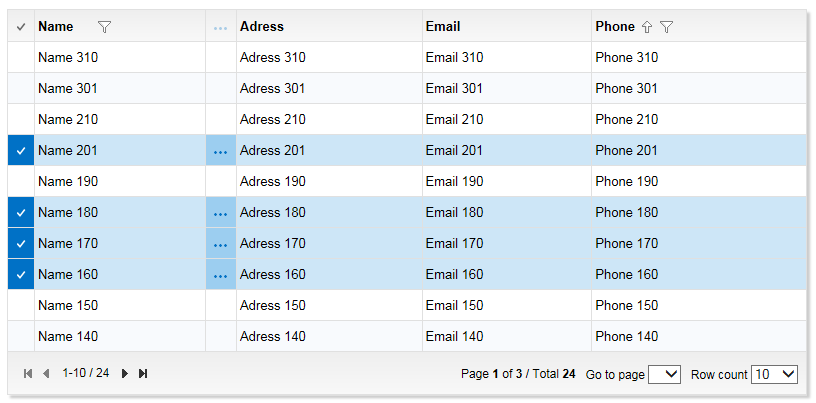 Name ... Adress Email Phone
Name 310 Adress 310 Email 310 Phone 310
Name 301 Adress 301 Email 301 Phone 301
Name 210 Adress 210 Email 210 Phone 210
Name 201 ... Adress 201 Email 201 Phone 201
Name 190 Adress 190 Email 190 Phone 190
Name 180 ... Adress 180 Email 180 Phone 180
Name 170 ... Adress 170 Email 170 Phone 170
Name 160 ... Adress 160 Email 160 Phone 160
Name 150 Adress 150 Email 150 Phone 150
Name 140 Adress 140 Email 140 Phone 140
1-10 / 24 Page 1 of 3 / Total 24 Go to page Row count 10